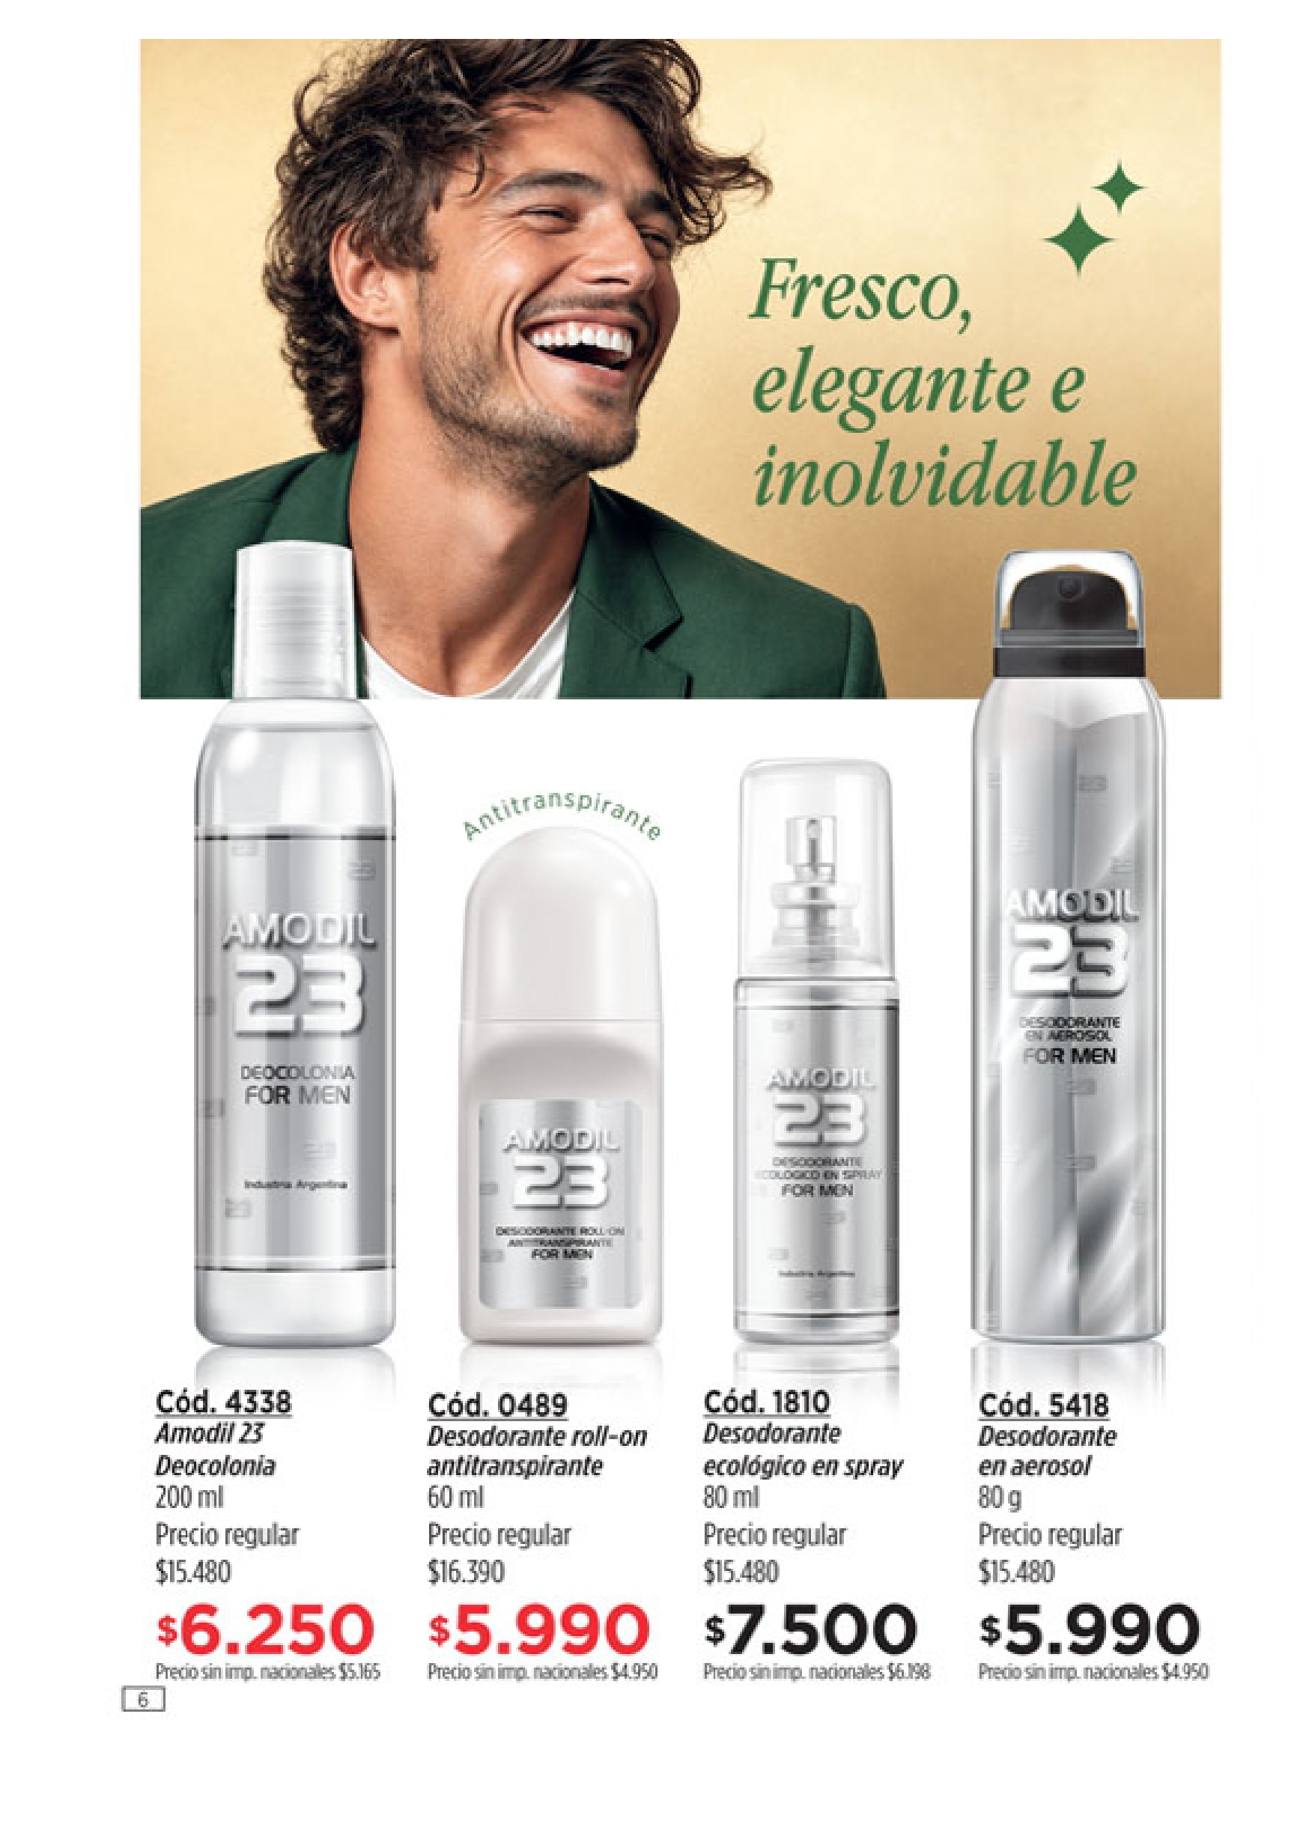 Fresco,
elegante e
inolvidable
Antitranspirante
AMODIL
23
DEOCOLONIA
FOR MEN
Industria Argentina
AMODIL
23
DESODORANTE ROLL-ON
ANTITRANSPIRANTE
FOR MEN
AMODIL
23
DESODORANTE
ECOLOGICO EN SPRAY
FOR MEN
Industria Argentina
AMODIL
23
DESODORANTE
EN AEROSOL
FOR MEN
Cód. 4338
Amodil 23
Deocolonia
200 ml
Precio regular
$15.480
$6.250
Precio sin imp. nacionales $5.165
Cód. 0489
Desodorante roll-on
antitranspirante
60 ml
Precio regular
$16.390
$5.990
Precio sin imp. nacionales $4.950
Cód. 1810
Desodorante
ecológico en spray
80 ml
Precio regular
$15.480
$7.500
Precio sin imp. nacionales $6.198
Cód. 5418
Desodorante
en aerosol
80 g
Precio regular
$15.480
$5.990
Precio sin imp. nacionales $4.950
6